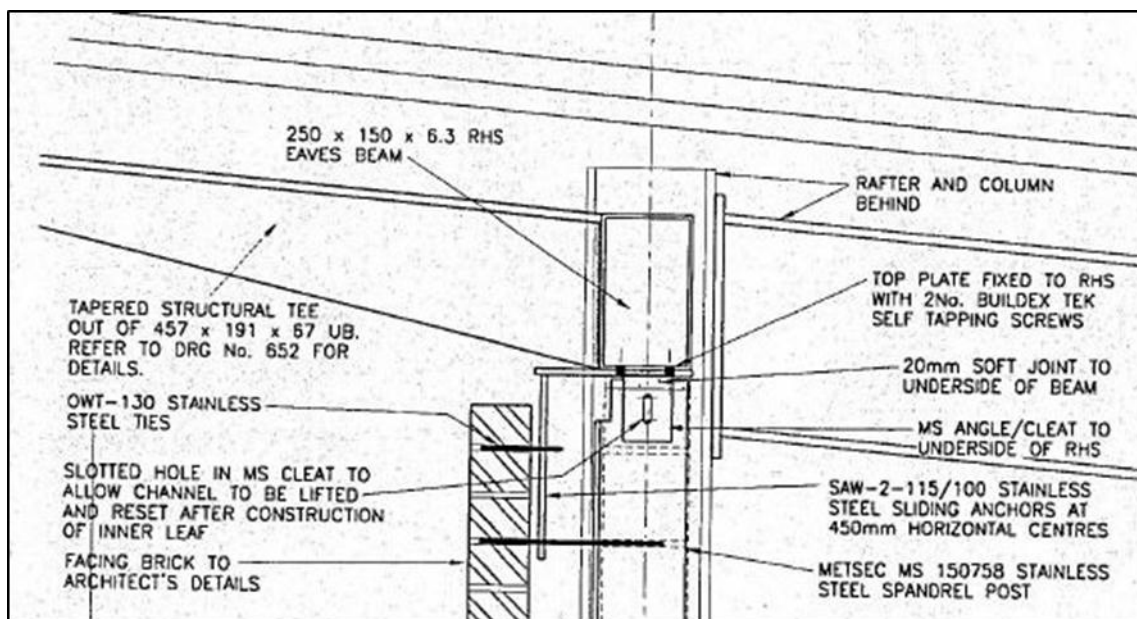 250 x 150 x 6.3 RHS
EAVES BEAM
RAFTER AND COLUMN
BEHIND
TAPERED STRUCTURAL TEE
OUT OF 457 x 191 x 67 UB.
REFER TO DRG No. 652 FOR
DETAILS.
TOP PLATE FIXED TO RHS
WITH 2No. BUILDEX TEK
SELF TAPPING SCREWS
20mm SOFT JOINT TO
UNDERSIDE OF BEAM
OWT-130 STAINLESS
STEEL TIES
MS ANGLE/CLEAT TO
UNDERSIDE OF RHS
SLOTTED HOLE IN MS CLEAT TO
ALLOW CHANNEL TO BE LIFTED
AND RESET AFTER CONSTRUCTION
OF INNER LEAF
SAW-2-115/100 STAINLESS
STEEL SLIDING ANCHORS AT
450mm HORIZONTAL CENTRES
FACING BRICK TO
ARCHITECT'S DETAILS
METSEC MS 150758 STAINLESS
STEEL SPANDREL POST